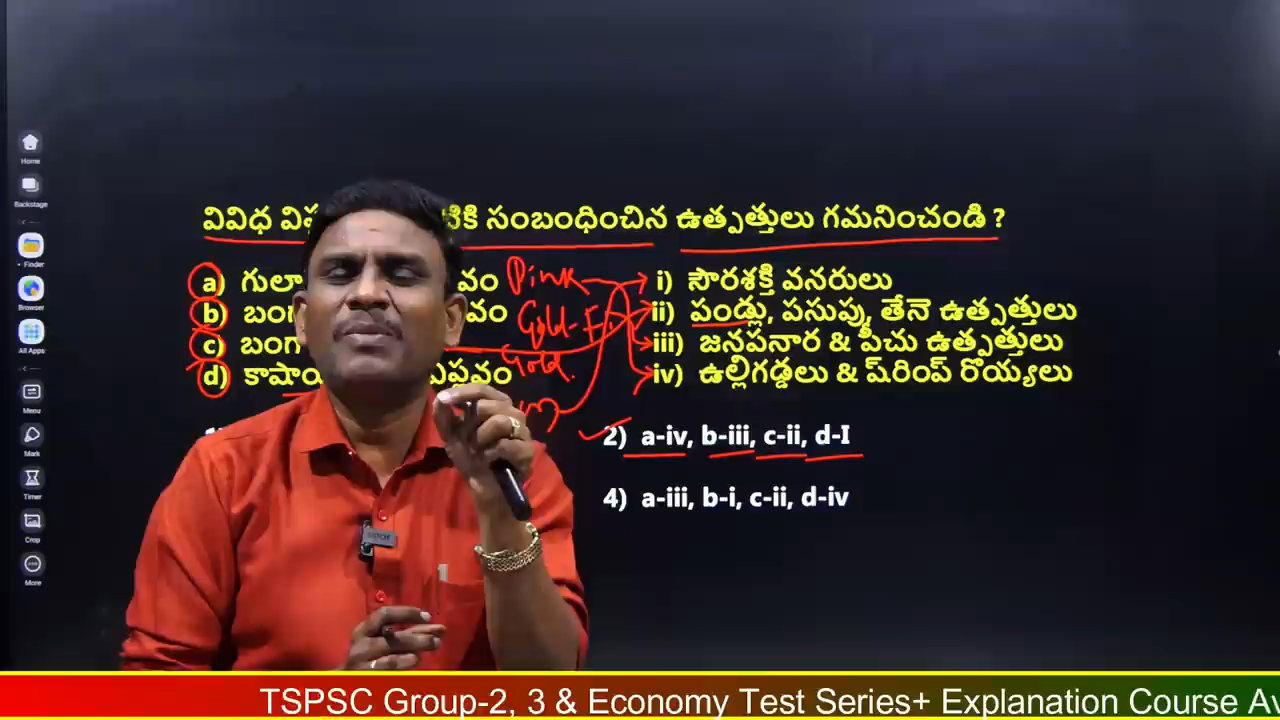 వివిధ సంబంధించిన ఉత్పత్తులు గమనించండి ?
a)
b)
c)
d)
Pink
Gold-F
Gold.
i) సౌరశక్తి వనరులు
ii) పండ్లు, పసుపు, తేనె ఉత్పత్తులు
iii) జనపనార & పీచు ఉత్పత్తులు
iv) ఉల్లిగడ్డలు & ష్రింప్ రొయ్యలు
2) a-iv, b-iii, c-ii, d-I
4) a-iii, b-i, c-ii, d-iv
Home
Backstage
Finder
Browser
All Apps
Menu
Mark
Timer
Crop
More
TSPSC Group-2, 3 & Economy Test Series+ Explanation Course